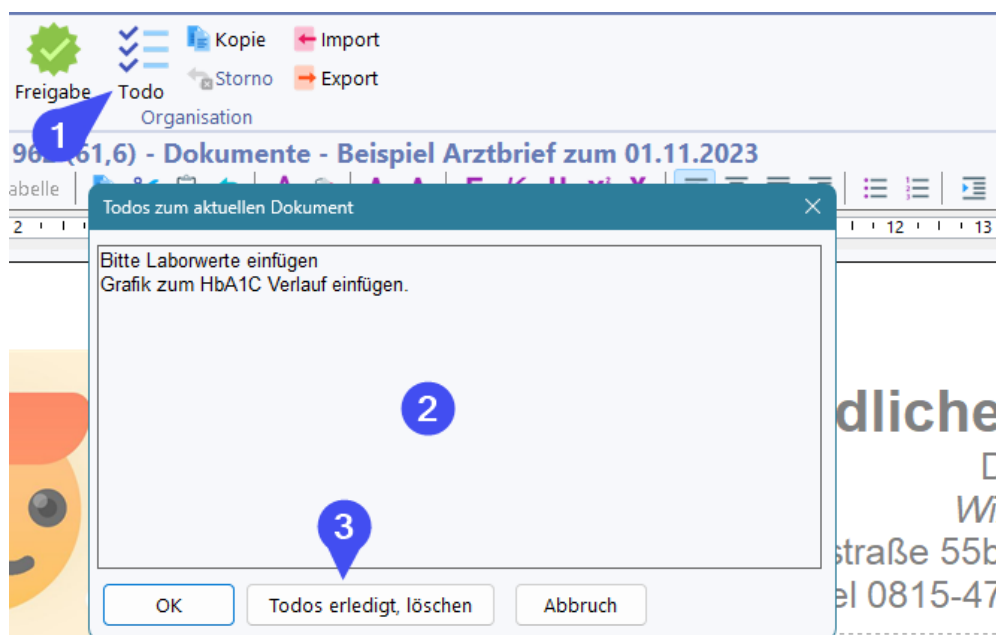 Kopie Import
Freigabe Todo Storno Export
Organisation
1
(61,6) - Dokumente - Beispiel Arztbrief zum 01.11.2023
abelle
2 12 13
Todos zum aktuellen Dokument
Bitte Laborwerte einfügen
Grafik zum HbA1C Verlauf einfügen.
2
dliche
D
Wi
straße 55b
el 0815-47
3
OK Todos erledigt, löschen Abbruch